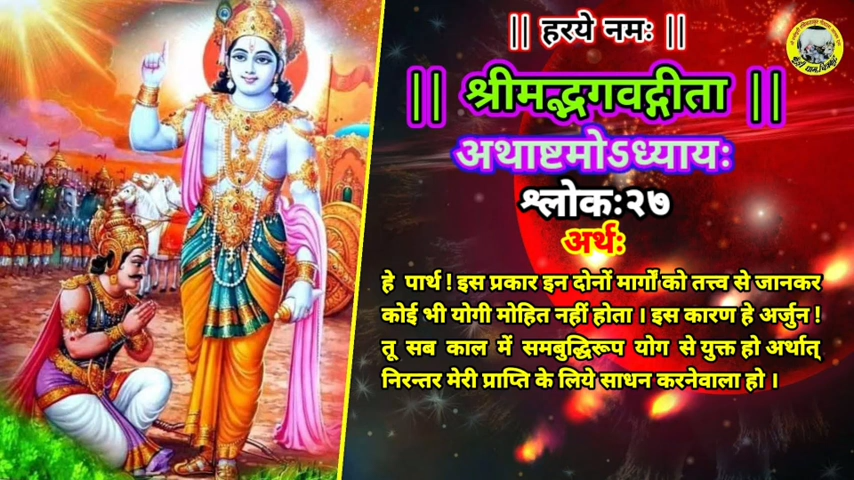 || हरये नमः ||
|| श्रीमद्भगवद्गीता ||
अथाष्टमोऽध्यायः
श्लोकः२७
अर्थः
हे पार्थ ! इस प्रकार इन दोनों मार्गों को तत्त्व से जानकर
कोई भी योगी मोहित नहीं होता । इस कारण हे अर्जुन !
तू सब काल में समबुद्धिरूप योग से युक्त हो अर्थात्
निरन्तर मेरी प्राप्ति के लिये साधन करनेवाला हो ।